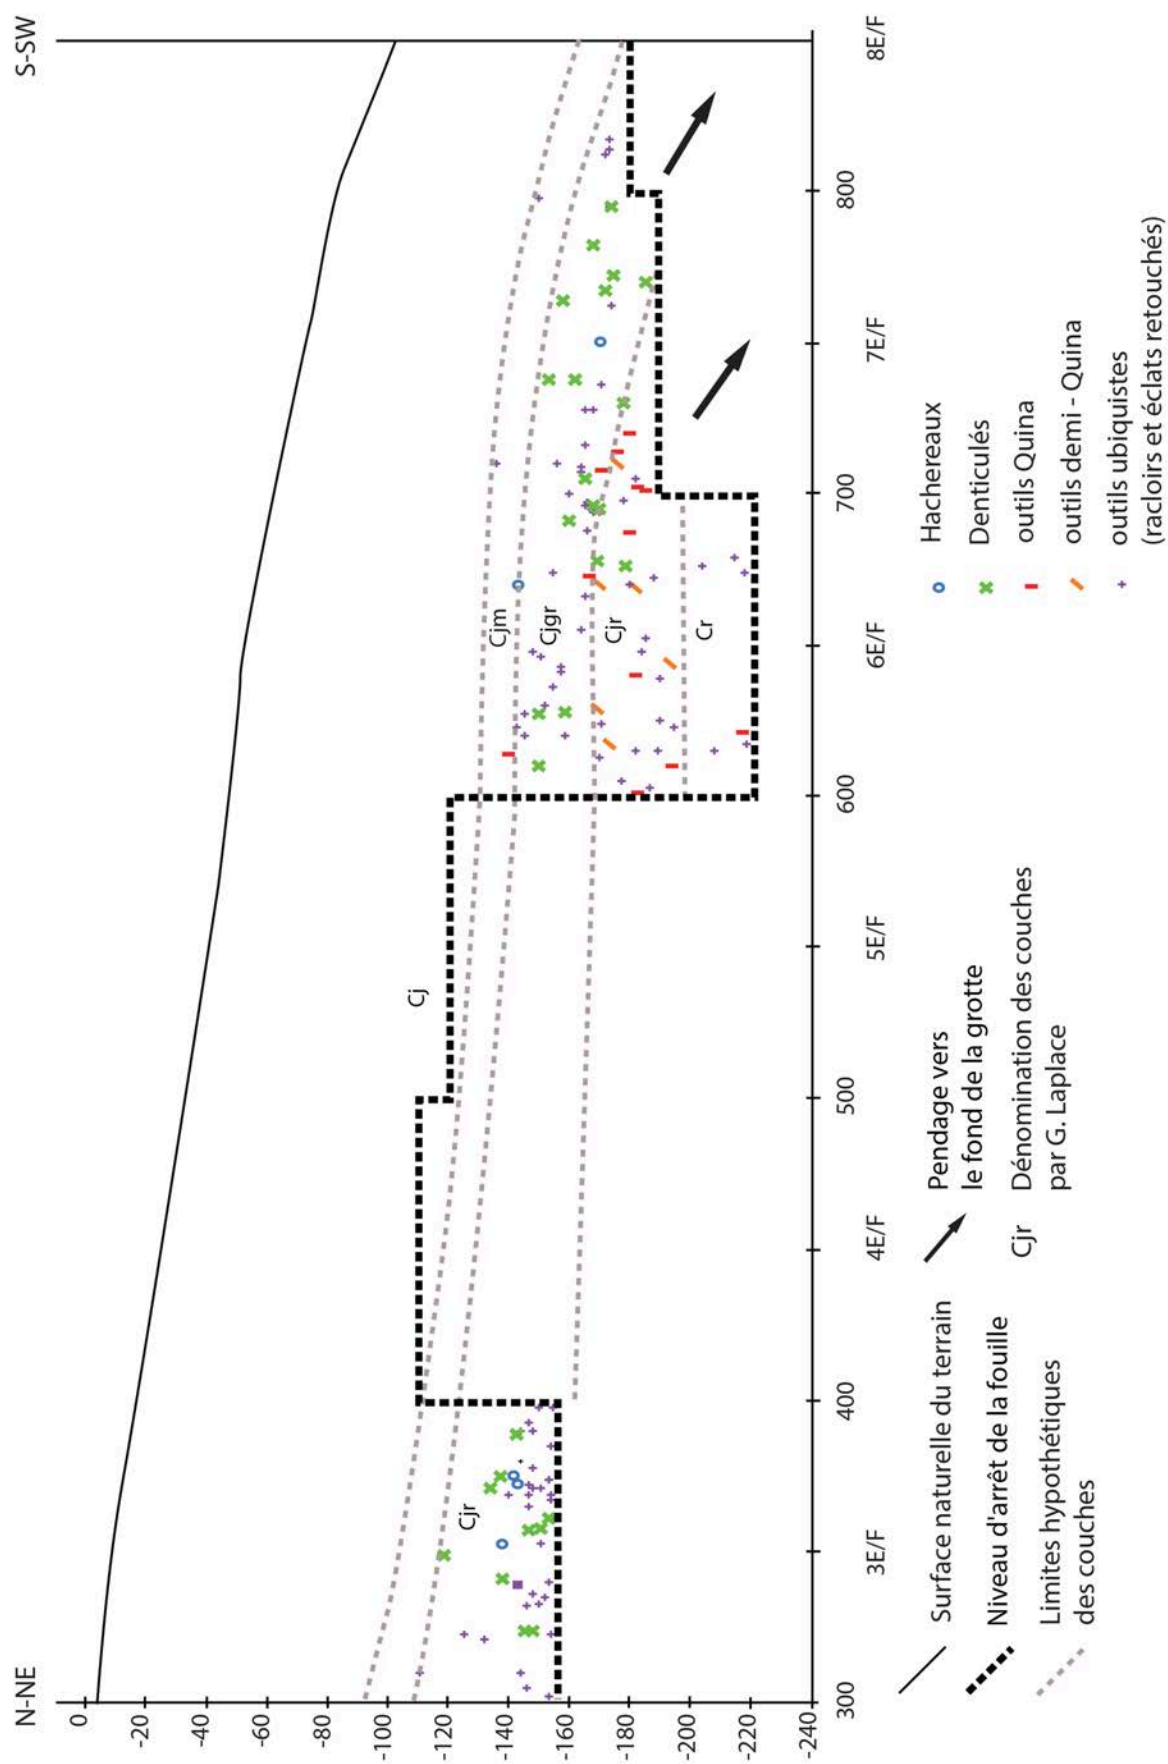 N-NE
S-SW
0
-20
-40
-60
-80
-100
-120
-140
-160
-180
-200
-220
-240
Cj
Cjm
Cjgr
Cjr
Cjr
Cr
300
400
500
600
700
800
3E/F
4E/F
5E/F
6E/F
7E/F
8E/F
Surface naturelle du terrain
Niveau d'arrêt de la fouille
Limites hypothétiques
des couches
Pendage vers
le fond de la grotte
Cjr
Dénomination des couches
par G. Laplace
Hachereaux
Denticulés
outils Quina
outils demi - Quina
outils ubiquistes
(racloirs et éclats retouchés)